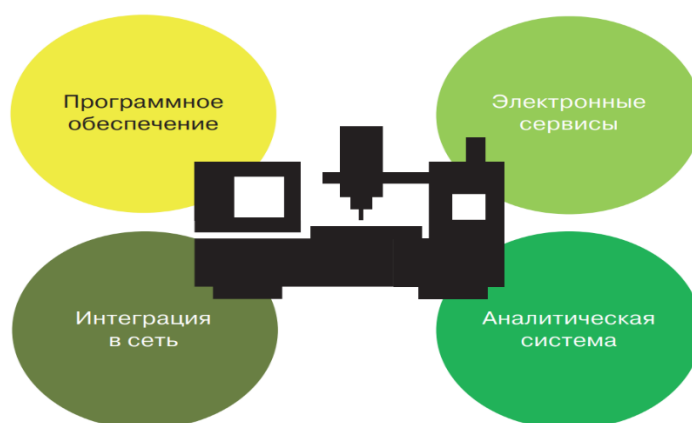 Программное
обеспечение
Электронные
сервисы
Интеграция
в сеть
Аналитическая
система